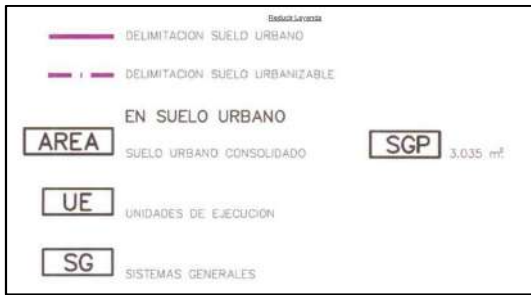 Reducir Leyenda
DELIMITACION SUELO URBANO
DELIMITACION SUELO URBANIZABLE
EN SUELO URBANO
AREA SUELO URBANO CONSOLIDADO SGP 3.035 m²
UE UNIDADES DE EJECUCION
SG SISTEMAS GENERALES